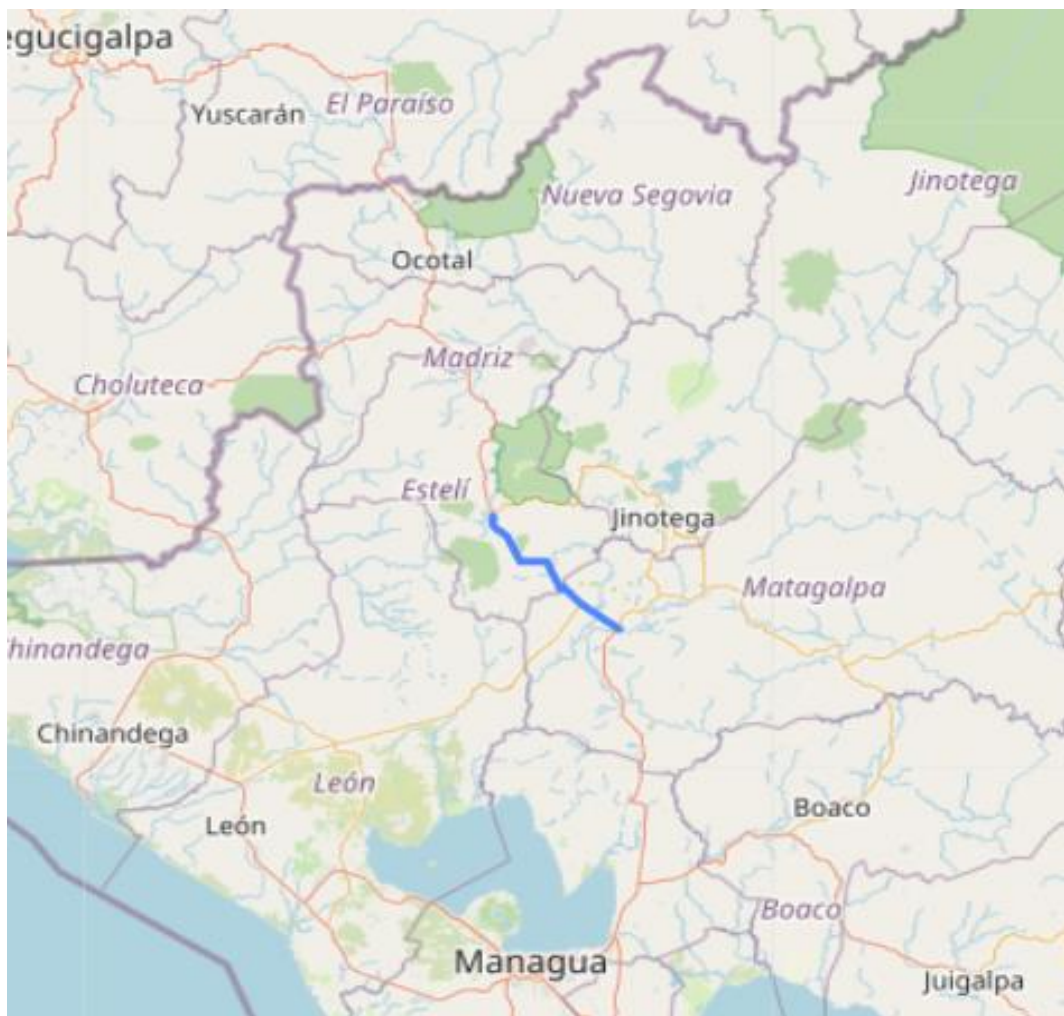 egucigalpa
El Paraíso
Yuscarán
Jinotega
Nueva Segovia
Ocotal
Madriz
Choluteca
Estelí
Jinotega
Matagalpa
hinandega
Chinandega
León
Boaco
León
Boaco
Managua
Juigalpa